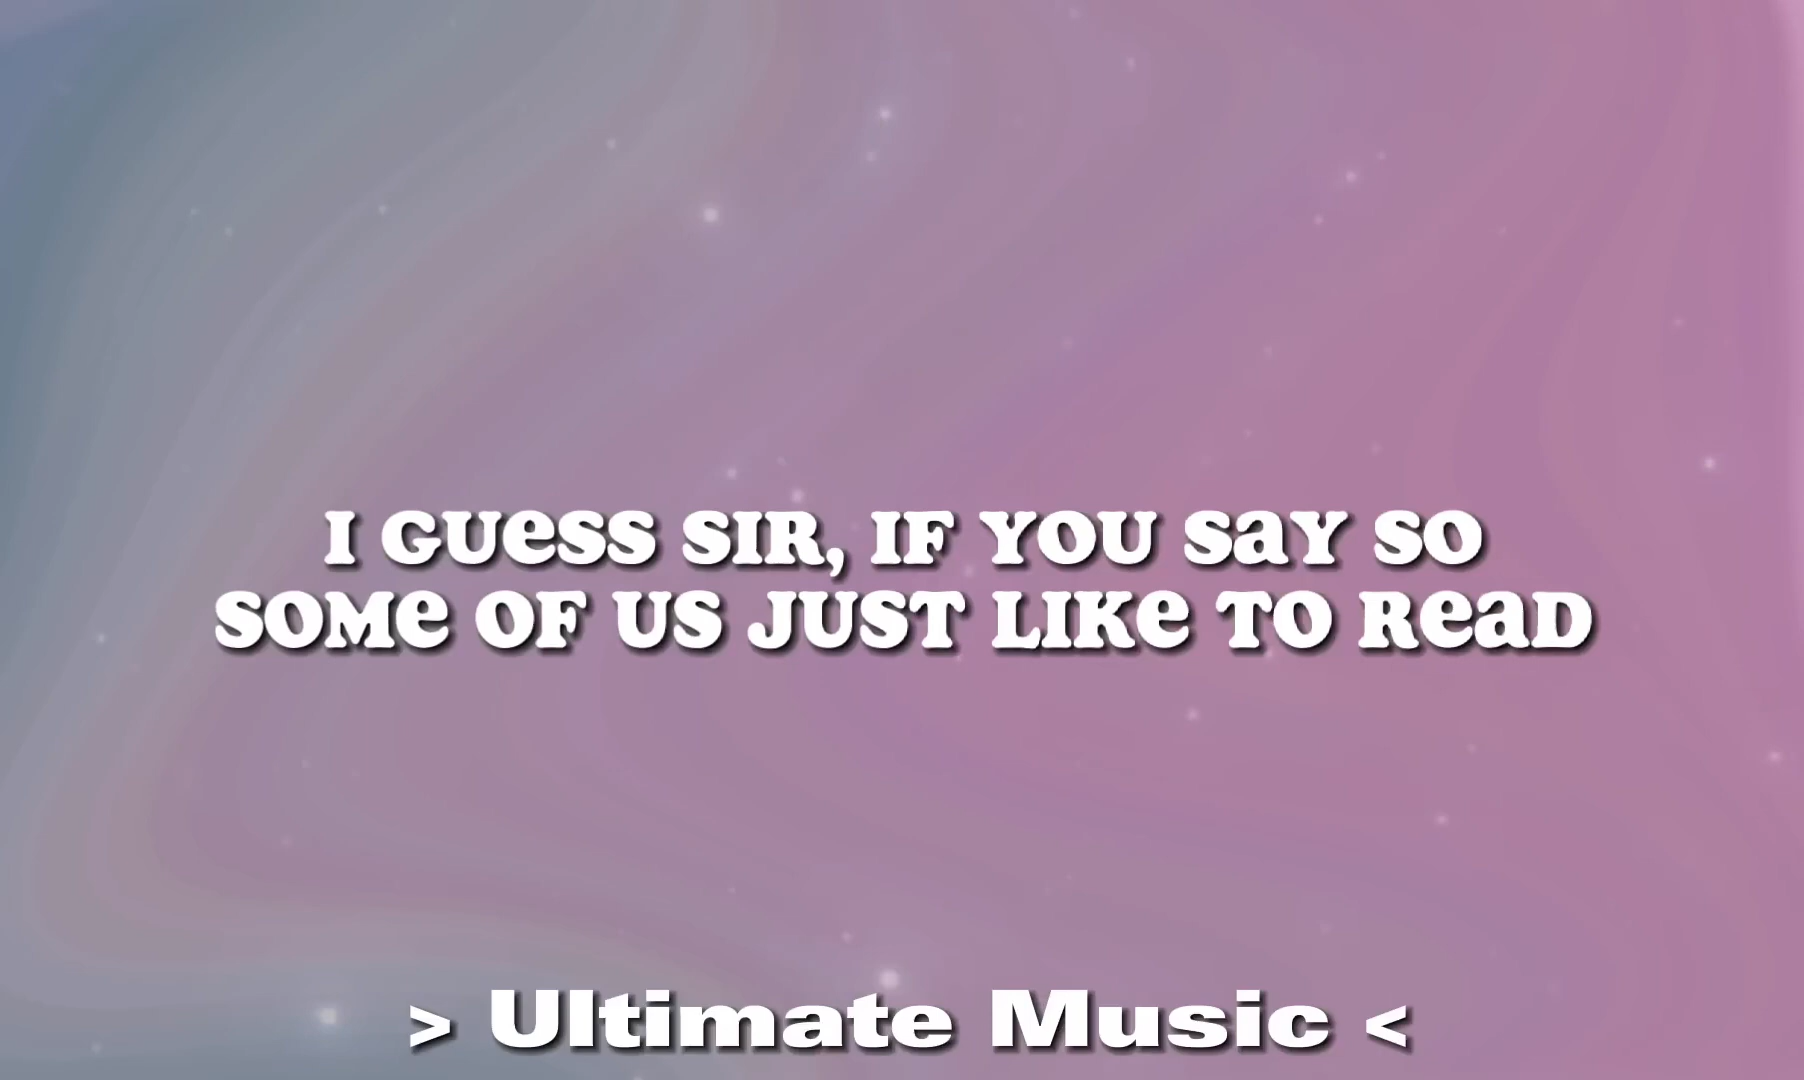 I GUeSS SIR, IF YOU SaY SO
SOMe OF US JUST LIKe TO ReaD
> Ultimate Music <